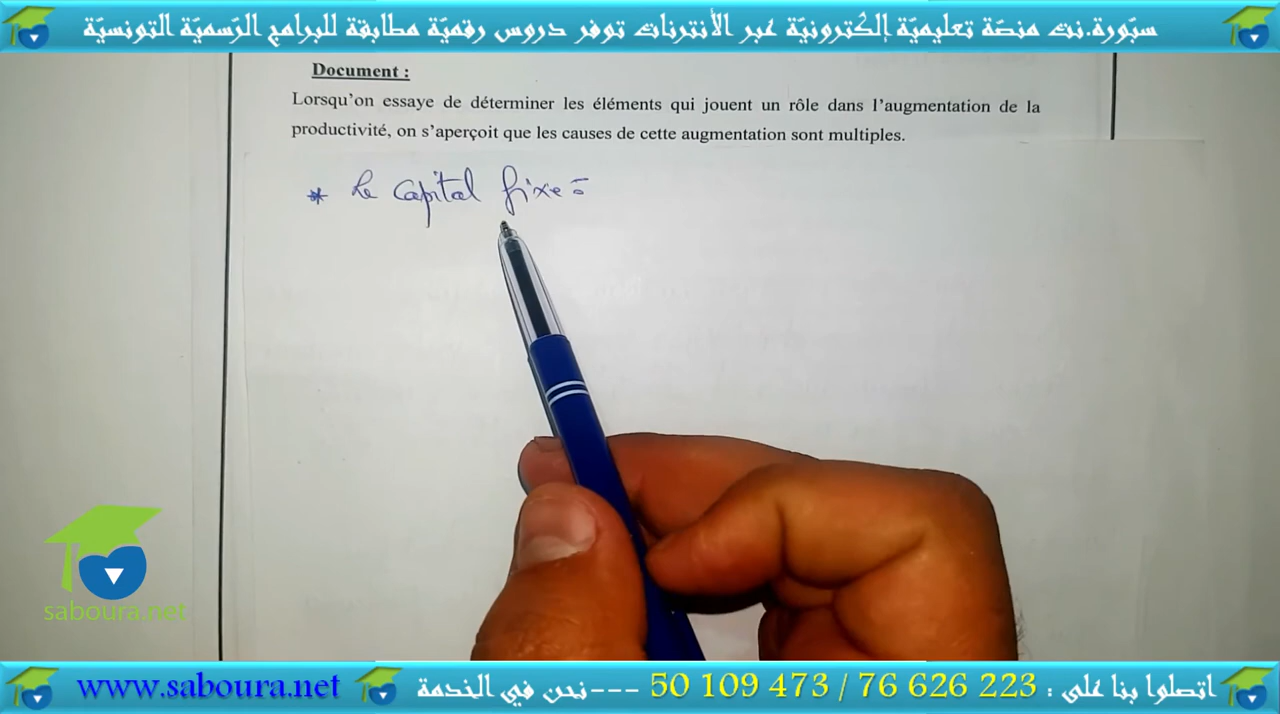 سبّورة.نت منصّة تعليميّة إلكترونيّة عبر الأنترنات توفر دروس رقميّة مطابقة للبرامج الرّسميّة التونسيّة
Document :
Lorsqu’on essaye de déterminer les éléments qui jouent un rôle dans l’augmentation de la
productivité, on s’aperçoit que les causes de cette augmentation sont multiples.
* Le capital fixe :
saboura.net
www.saboura.net
اتصلوا بنا على : 50 109 473 / 76 626 223 ---نحن في الخدمة